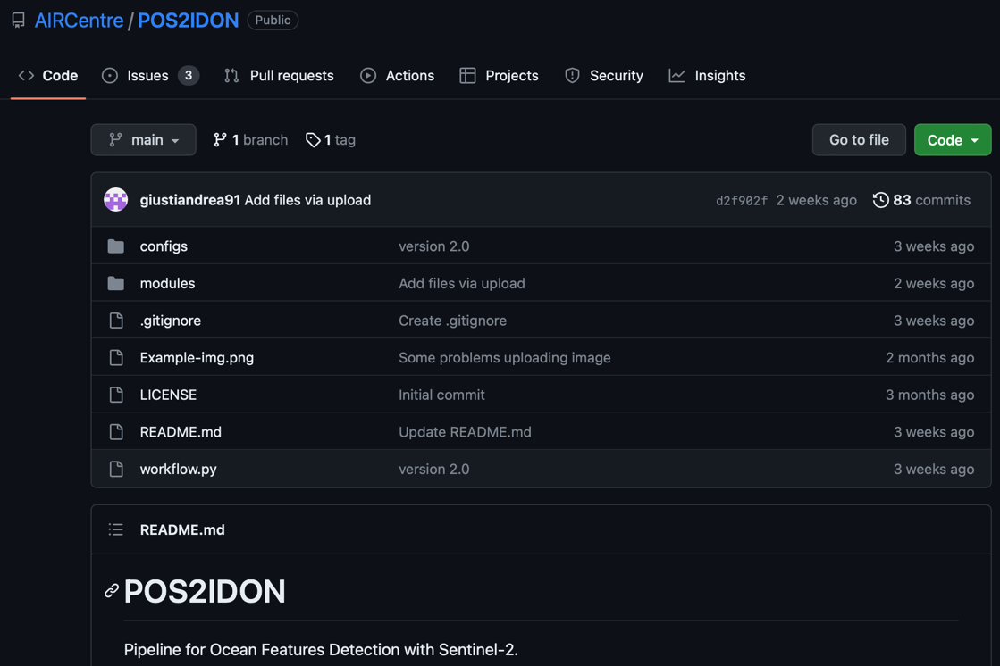 AIRCentre / POS2IDON Public
Code Issues 3 Pull requests Actions Projects Security Insights
main 1 branch 1 tag Go to file Code
giustiandrea91 Add files via upload d2f902f 2 weeks ago 83 commits
configs version 2.0 3 weeks ago
modules Add files via upload 2 weeks ago
.gitignore Create .gitignore 3 weeks ago
Example-img.png Some problems uploading image 2 months ago
LICENSE Initial commit 3 months ago
README.md Update README.md 3 weeks ago
workflow.py version 2.0 3 weeks ago
README.md
POS2IDON
Pipeline for Ocean Features Detection with Sentinel-2.